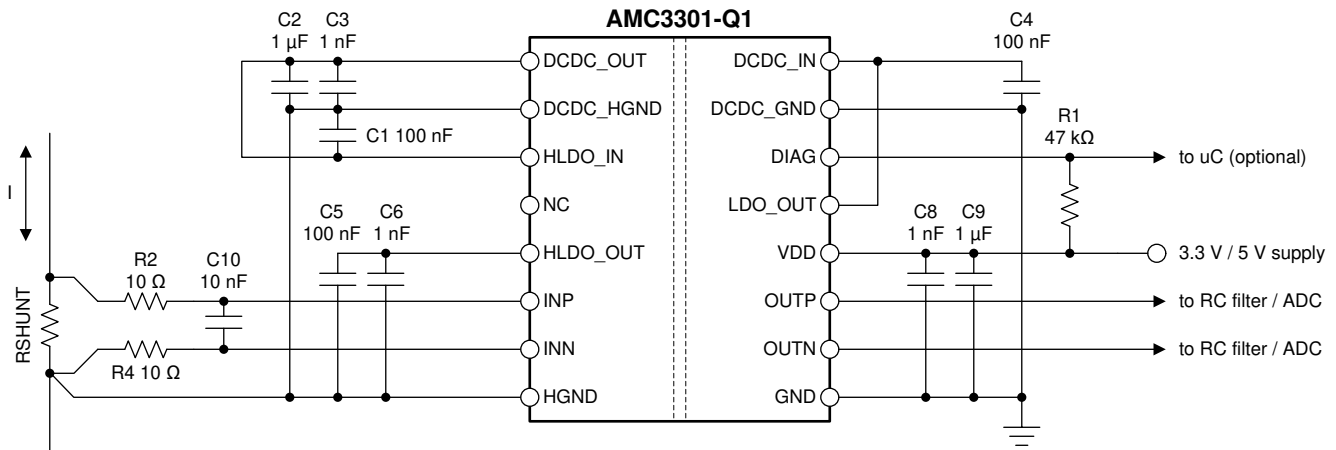 AMC3301-Q1
C2
1 µF
C3
1 nF
C4
100 nF
DCDC_OUT
DCDC_IN
DCDC_HGND
DCDC_GND
C1 100 nF
R1
47 kΩ
HLDO_IN
DIAG
to uC (optional)
I
NC
LDO_OUT
C5
100 nF
C6
1 nF
C8
1 nF
C9
1 µF
HLDO_OUT
VDD
3.3 V / 5 V supply
R2
10 Ω
C10
10 nF
INP
OUTP
to RC filter / ADC
RSHUNT
INN
OUTN
to RC filter / ADC
R4 10 Ω
HGND
GND